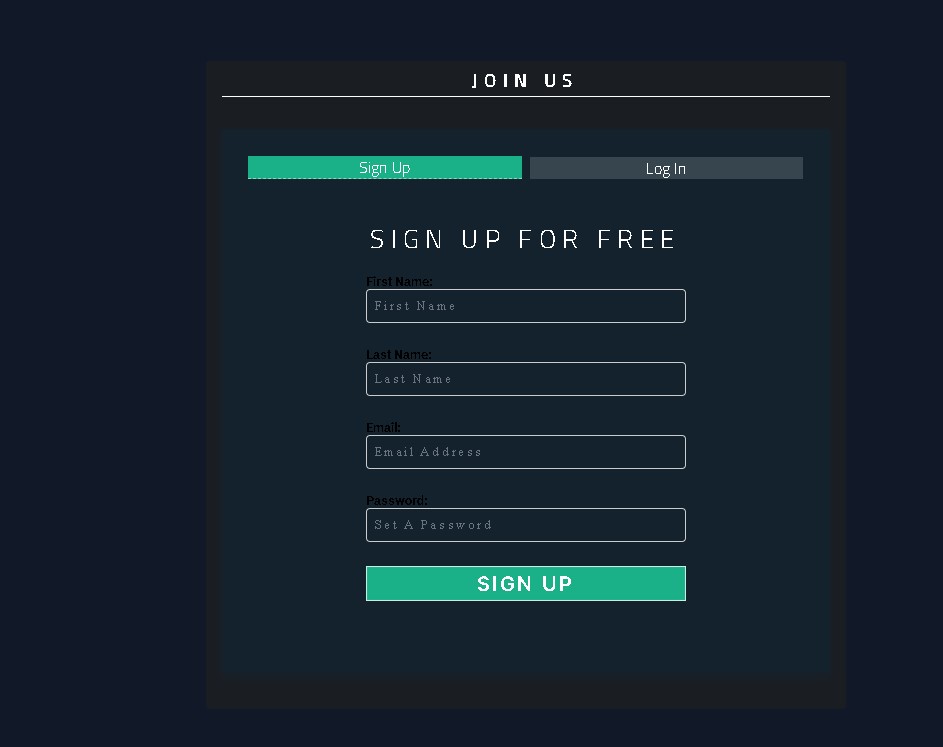 JOIN US
Sign Up
Log In
SIGN UP FOR FREE
First Name:
First Name
Last Name:
Last Name
Email:
Email Address
Password:
Set A Password
SIGN UP